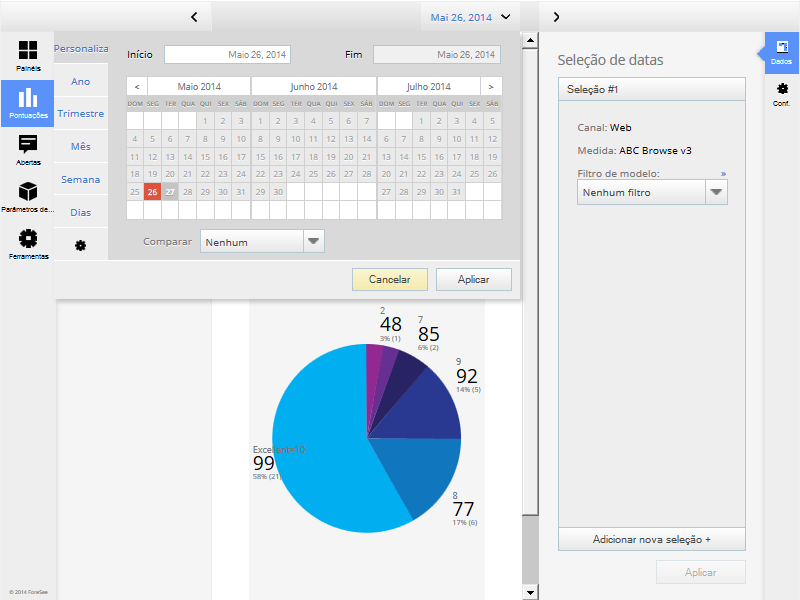 Mai 26, 2014
Painéis
Pontuações
Abertas
Parâmetros de...
Ferramentas
© 2014 ForeSee
Personaliza
Ano
Trimestre
Mês
Semana
Dias
Início
Maio 26, 2014
Fim
Maio 26, 2014
< Maio 2014 Junho 2014 Julho 2014 >
DOM SEG TER QUA QUI SEX SÁB DOM SEG TER QUA QUI SEX SÁB DOM SEG TER QUA QUI SEX SÁB
1 2 3 1 2 3 4 5 6 7 1 2 3 4 5
4 5 6 7 8 9 10 8 9 10 11 12 13 14 6 7 8 9 10 11 12
11 12 13 14 15 16 17 15 16 17 18 19 20 21 13 14 15 16 17 18 19
18 19 20 21 22 23 24 22 23 24 25 26 27 28 20 21 22 23 24 25 26
25 26 27 28 29 30 31 29 30 27 28 29 30 31
Comparar
Nenhum
Cancelar
Aplicar
2
48
3% (1)
7
85
6% (2)
9
92
14% (5)
Excellent=10
99
58% (21)
8
77
17% (6)
Seleção de datas
Seleção #1
Canal: Web
Medida: ABC Browse v3
Filtro de modelo: »
Nenhum filtro
Adicionar nova seleção +
Aplicar
Dados
Conf.